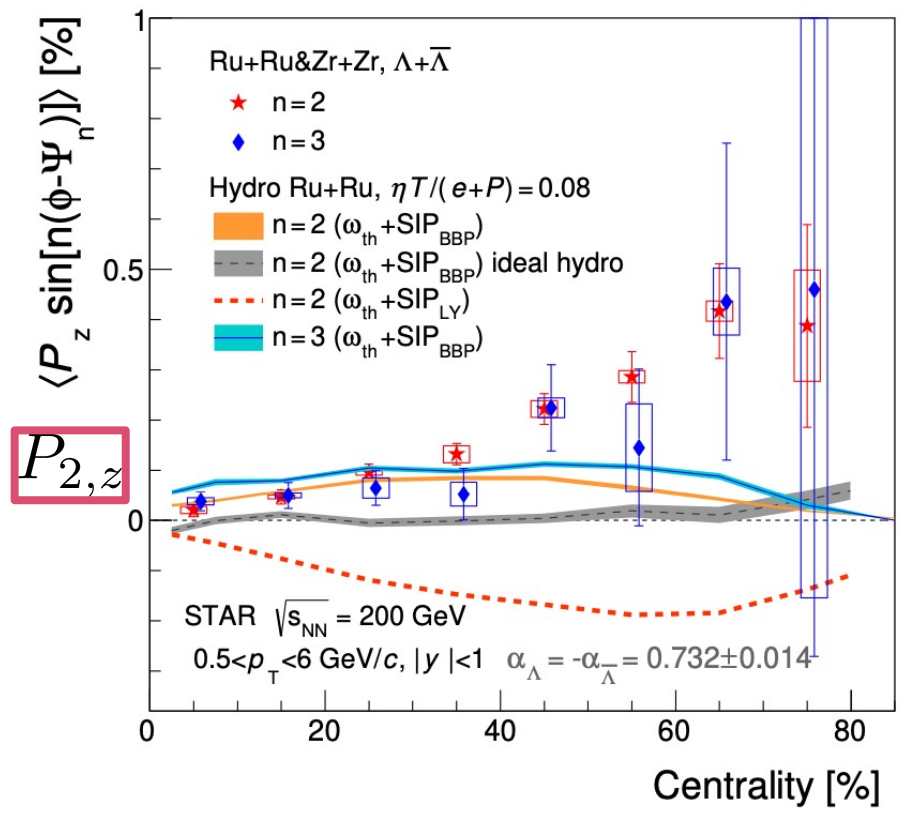 ⟨P_z sin[n(ϕ-Ψ_n)]⟩ [%]
1
Ru+Ru&Zr+Zr, Λ+Λ̅
n = 2
n = 3
Hydro Ru+Ru, ηT/(e+P) = 0.08
n = 2 (ω_th+SIP_BBP)
0.5
n = 2 (ω_th+SIP_BBP) ideal hydro
n = 2 (ω_th+SIP_LY)
n = 3 (ω_th+SIP_BBP)
P_{2,z}
0
STAR √s_NN = 200 GeV
0.5<p_T<6 GeV/c, |y|<1 α_Λ = -α_Λ̅ = 0.732±0.014
0 20 40 60 80
Centrality [%]